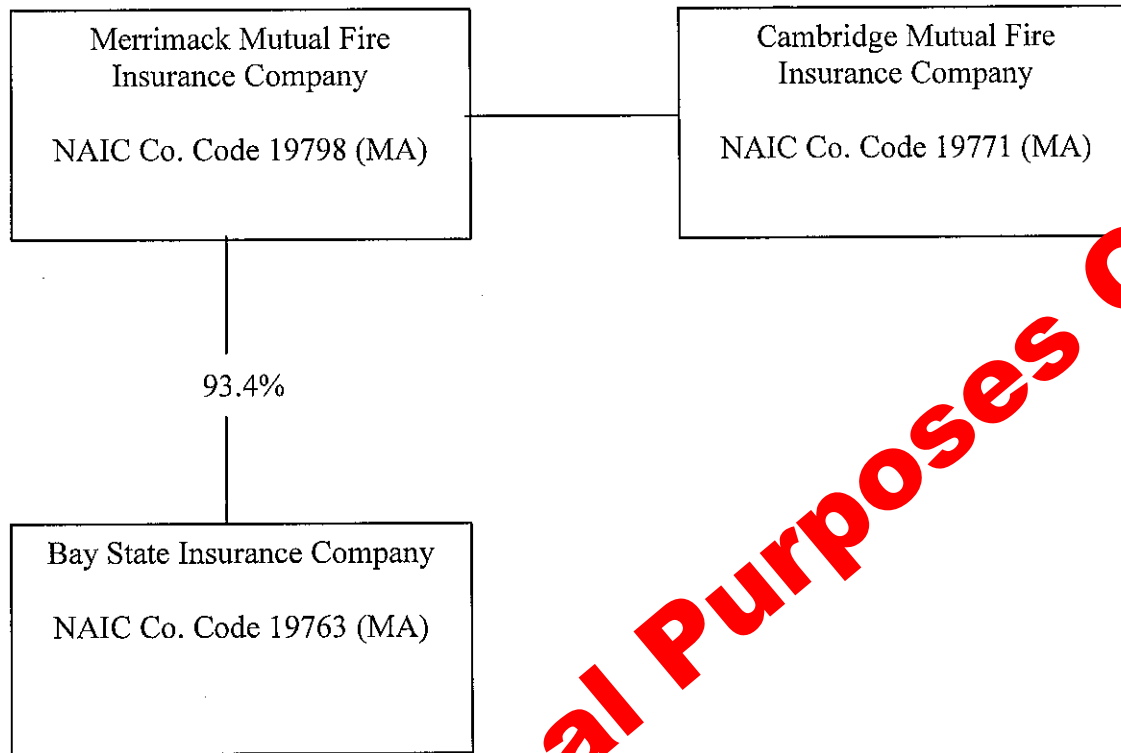 Merrimack Mutual Fire
Insurance Company
NAIC Co. Code 19798 (MA)
Cambridge Mutual Fire
Insurance Company
NAIC Co. Code 19771 (MA)
93.4%
Bay State Insurance Company
NAIC Co. Code 19763 (MA)
al Purposes